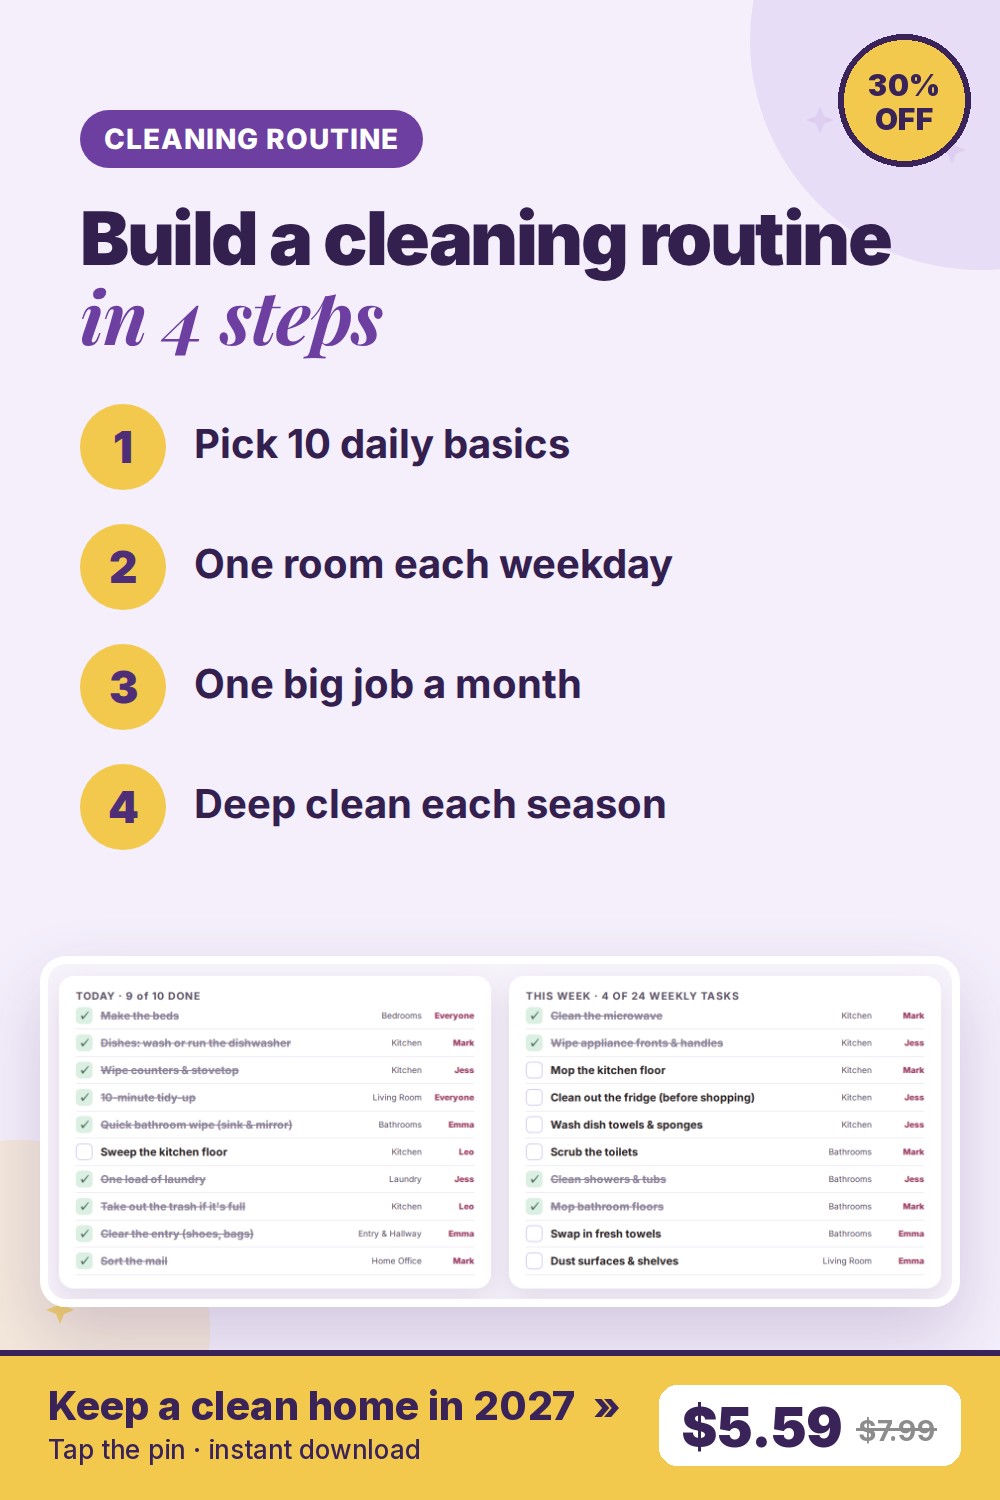 30%
OFF
CLEANING ROUTINE
Build a cleaning routine
in 4 steps
1 Pick 10 daily basics
2 One room each weekday
3 One big job a month
4 Deep clean each season
TODAY · 9 of 10 DONE
Make the beds Bedrooms Everyone
Dishes: wash or run the dishwasher Kitchen Mark
Wipe counters & stovetop Kitchen Jess
10-minute tidy-up Living Room Everyone
Quick bathroom wipe (sink & mirror) Bathrooms Emma
Sweep the kitchen floor Kitchen Leo
One load of laundry Laundry Jess
Take out the trash if it's full Kitchen Leo
Clear the entry (shoes, bags) Entry & Hallway Emma
Sort the mail Home Office Mark
THIS WEEK · 4 OF 24 WEEKLY TASKS
Clean the microwave Kitchen Mark
Wipe appliance fronts & handles Kitchen Jess
Mop the kitchen floor Kitchen Mark
Clean out the fridge (before shopping) Kitchen Jess
Wash dish towels & sponges Kitchen Jess
Scrub the toilets Bathrooms Mark
Clean showers & tubs Bathrooms Jess
Mop bathroom floors Bathrooms Mark
Swap in fresh towels Bathrooms Emma
Dust surfaces & shelves Living Room Emma
Keep a clean home in 2027 »
Tap the pin · instant download
$5.59 $7.99